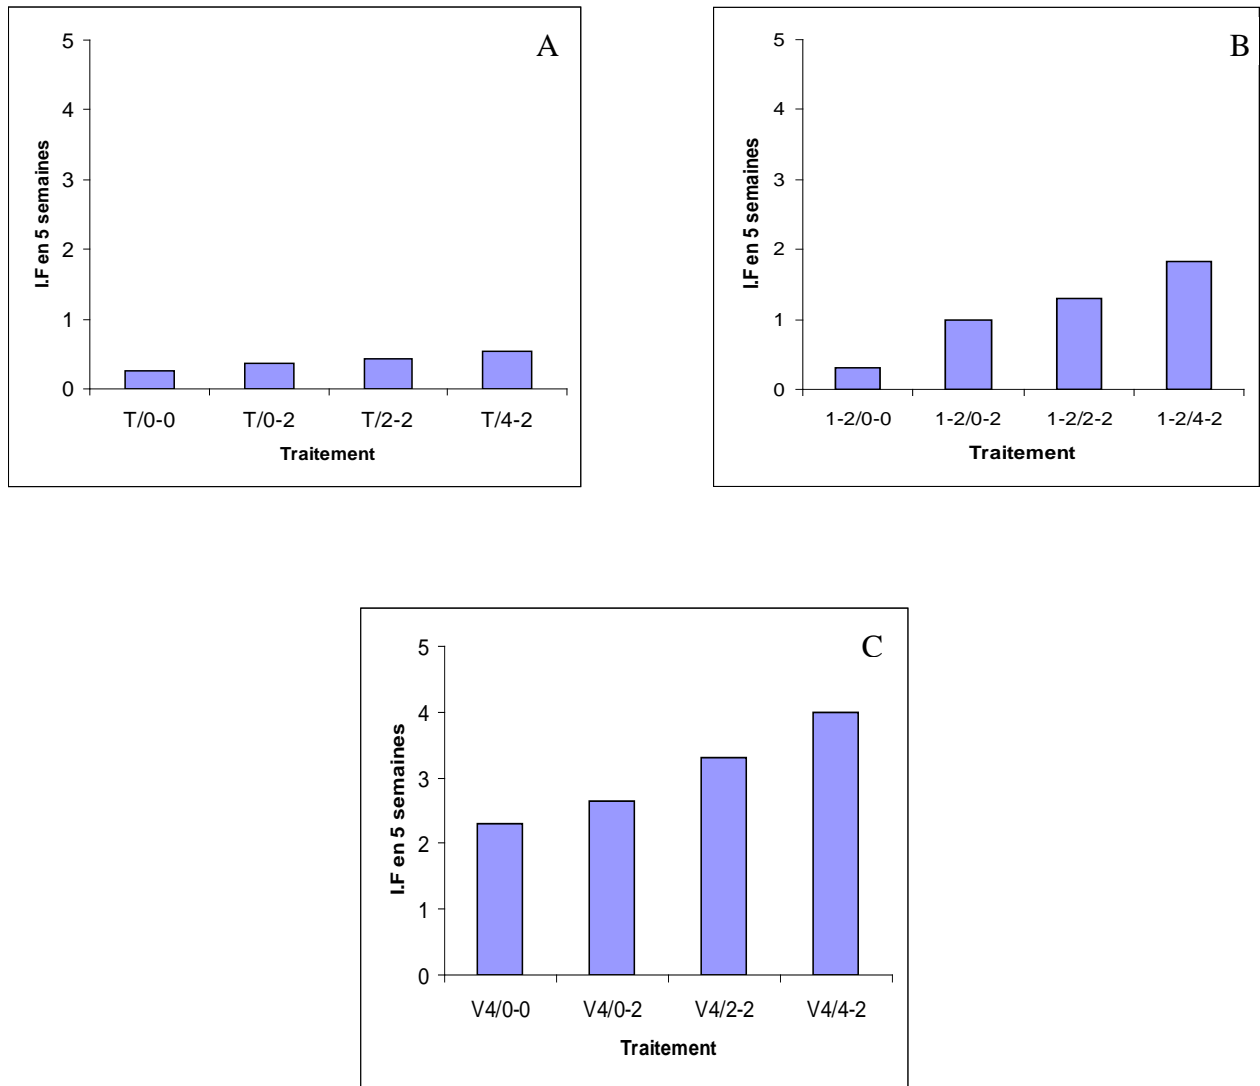 A
I.F en 5 semaines
5
4
3
2
1
0
T/0-0 T/0-2 T/2-2 T/4-2
Traitement
B
I.F en 5 semaines
5
4
3
2
1
0
1-2/0-0 1-2/0-2 1-2/2-2 1-2/4-2
Traitement
C
I.F en 5 semaines
5
4
3
2
1
0
V4/0-0 V4/0-2 V4/2-2 V4/4-2
Traitement